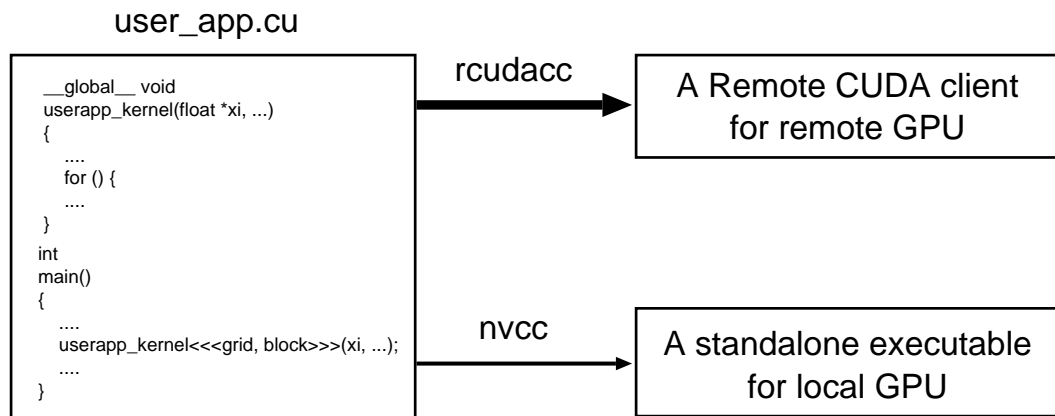 user_app.cu
__global__ void
userapp_kernel(float *xi, ...)
{
....
for () {
....
}
int
main()
{
....
userapp_kernel<<<grid, block>>>(xi, ...);
....
}
rcudacc
A Remote CUDA client
for remote GPU
nvcc
A standalone executable
for local GPU